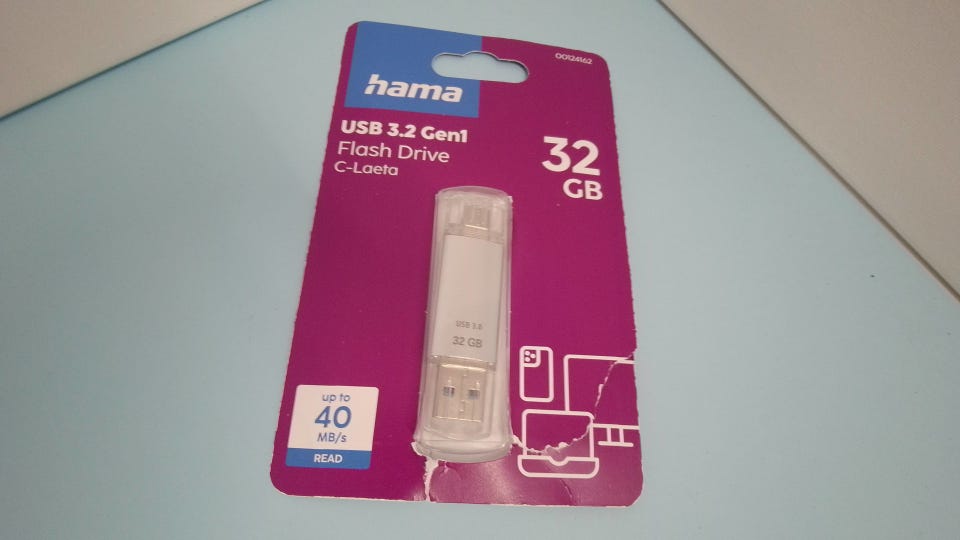 hama
00124162
USB 3.2 Gen1
Flash Drive
C-Laeta
32
GB
USB 3.0
32 GB
up to
40
MB/s
READ